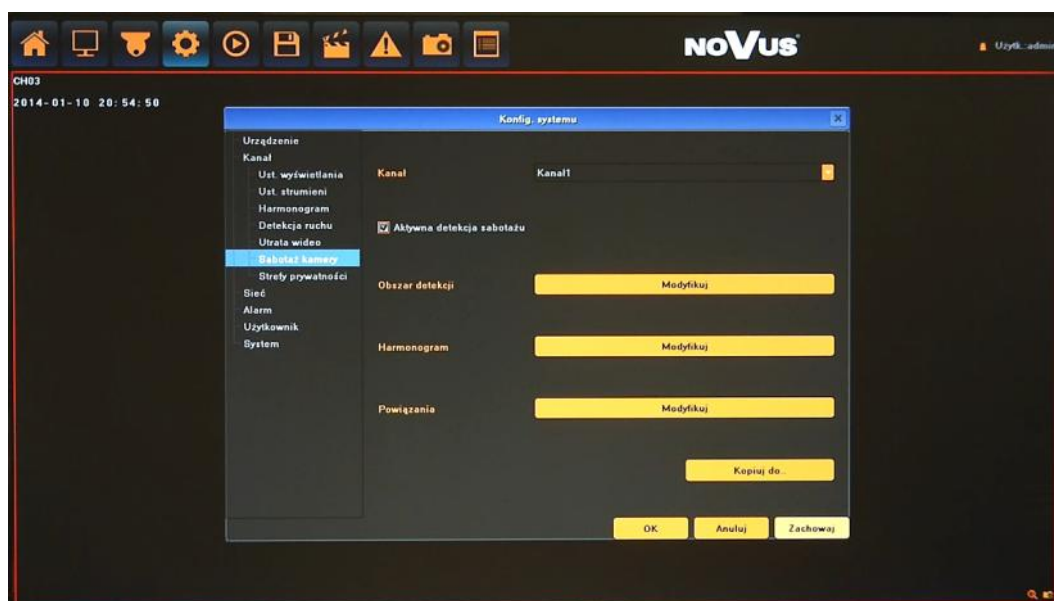 NOVUS
Użytk.:admin
CH03
2014-01-10 20:54:50
Konfig. systemu
Urządzenie
Kanał
Ust. wyświetlania
Ust. strumieni
Harmonogram
Detekcja ruchu
Utrata wideo
Sabotaż kamery
Strefy prywatności
Sieć
Alarm
Użytkownik
System
Kanał
Kanał1
Aktywna detekcja sabotażu
Obszar detekcji
Modyfikuj
Harmonogram
Modyfikuj
Powiązania
Modyfikuj
Kopiuj do..
OK
Anuluj
Zachowaj